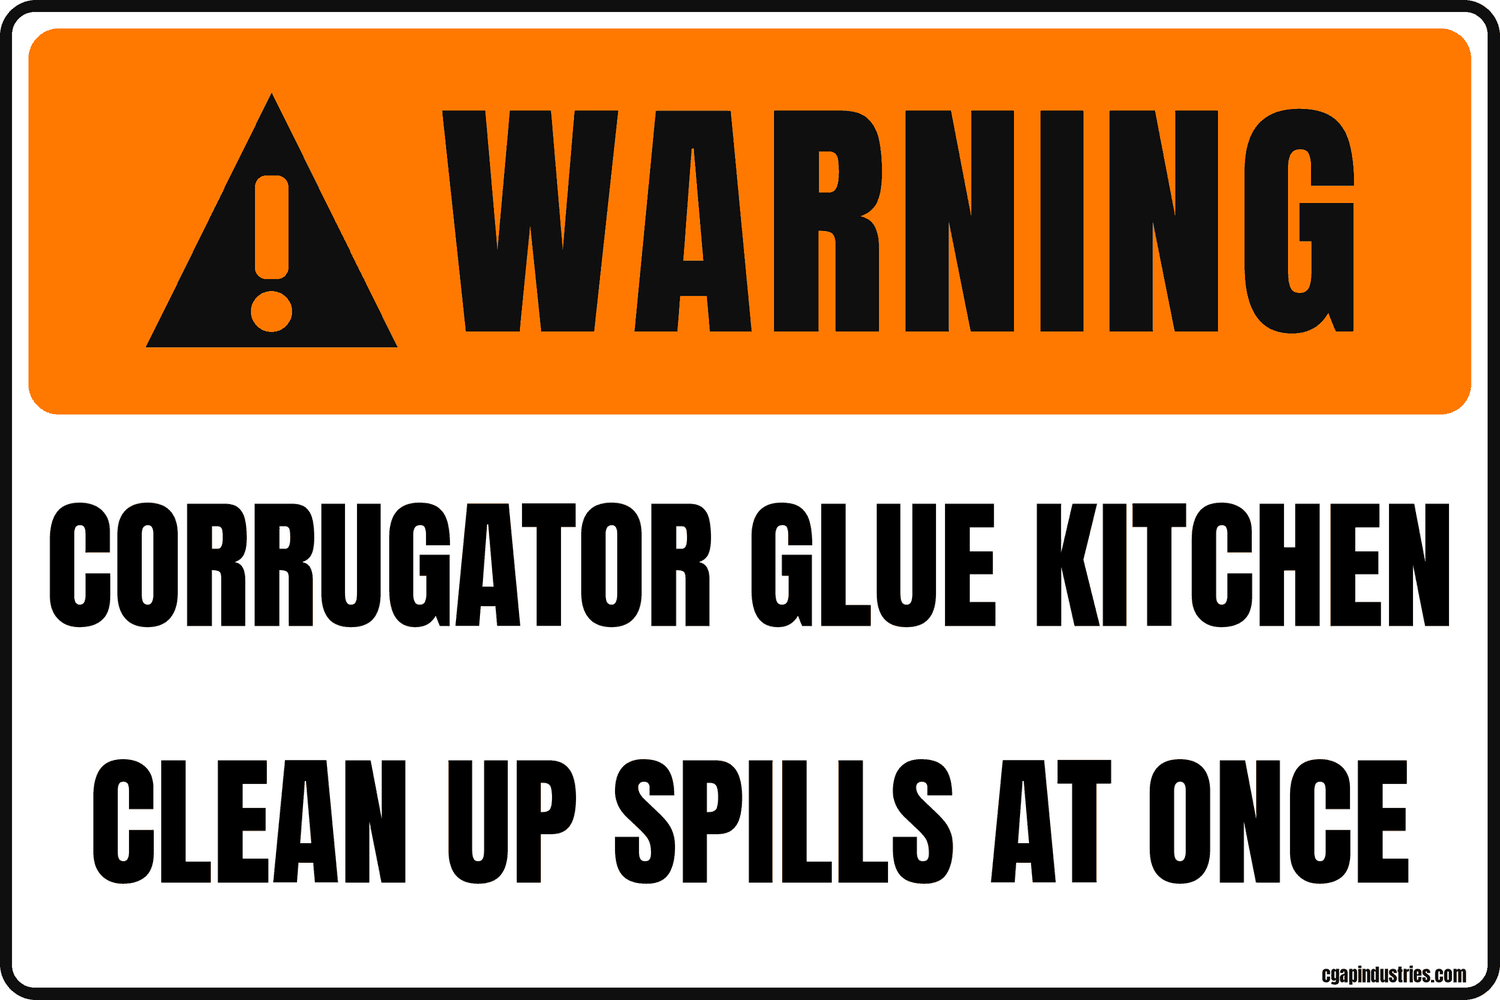 WARNING
CORRUGATOR GLUE KITCHEN
CLEAN UP SPILLS AT ONCE
cgapindustries.com